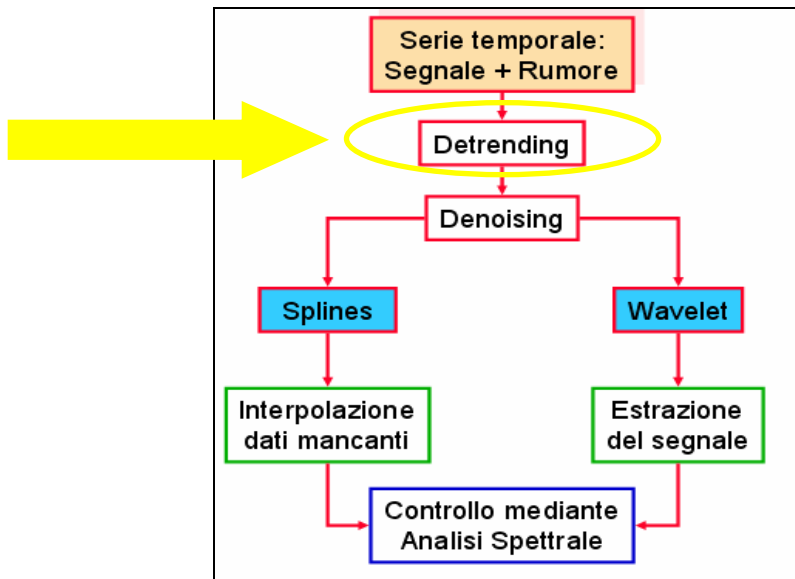 Serie temporale:
Segnale + Rumore
Detrending
Denoising
Splines
Wavelet
Interpolazione
dati mancanti
Estrazione
del segnale
Controllo mediante
Analisi Spettrale